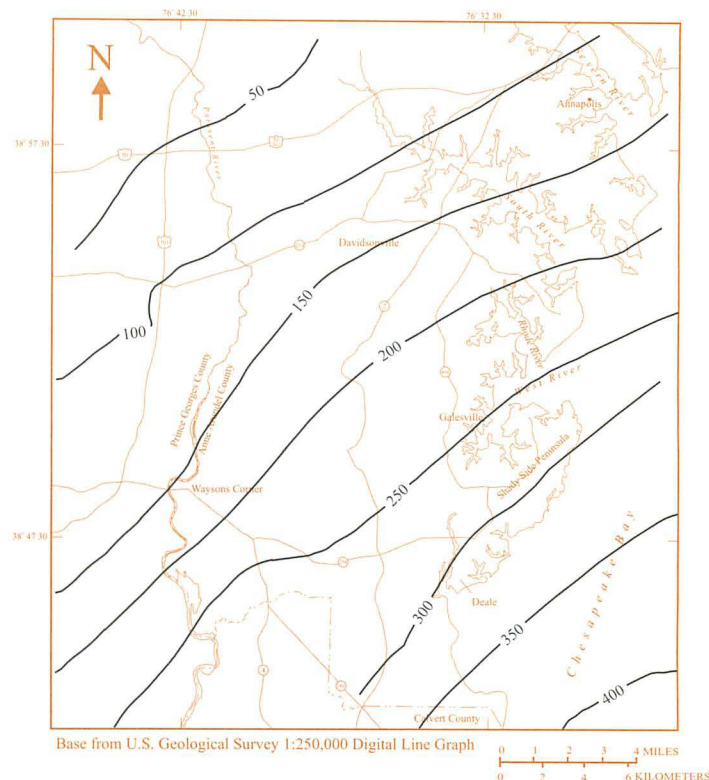 76° 42' 30
76° 32' 30
N
50
Severn River
Annapolis
Patuxent River
38° 57' 30
South River
Davidsonville
150
100
200
Rhode River
West River
Prince Georges County
Anne Arundel County
Galesville
Shady Side Peninsula
Waysons Corner
250
38° 47' 30
Chesapeake Bay
Deale
300
350
4
400
Calvert County
Base from U.S. Geological Survey 1:250,000 Digital Line Graph
0 1 2 3 4 MILES
0 2 4 6 KILOMETERS